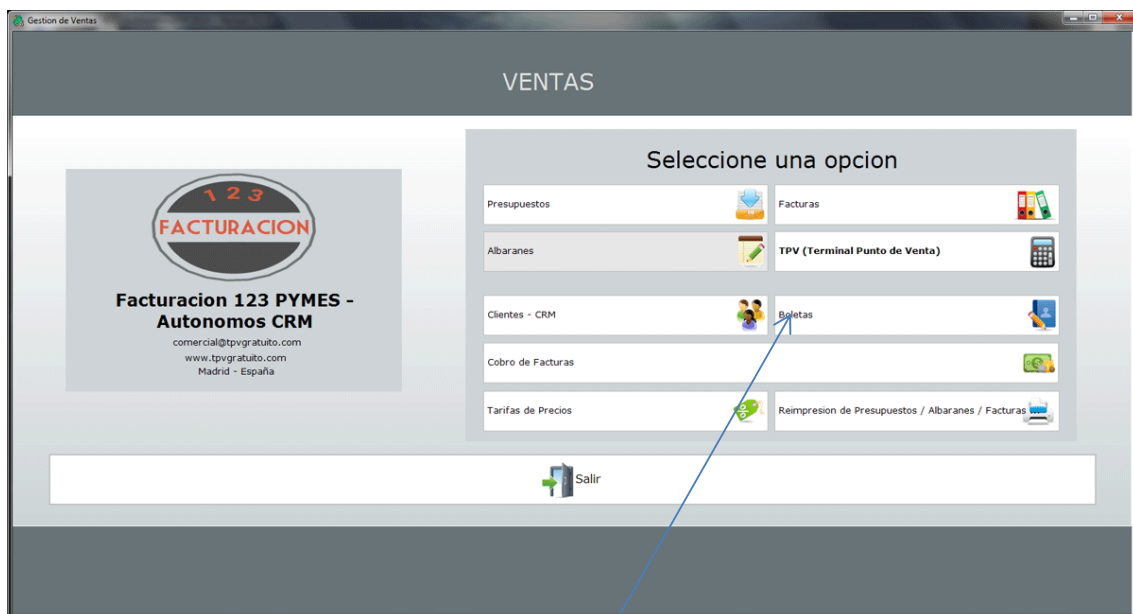 Gestion de Ventas
VENTAS
1 2 3
FACTURACION
Facturacion 123 PYMES -
Autonomos CRM
comercial@tpvgratuito.com
www.tpvgratuito.com
Madrid - España
Seleccione una opcion
Presupuestos
Facturas
Albaranes
TPV (Terminal Punto de Venta)
Clientes - CRM
Boletas
Cobro de Facturas
Tarifas de Precios
Reimpresion de Presupuestos / Albaranes / Facturas
Salir